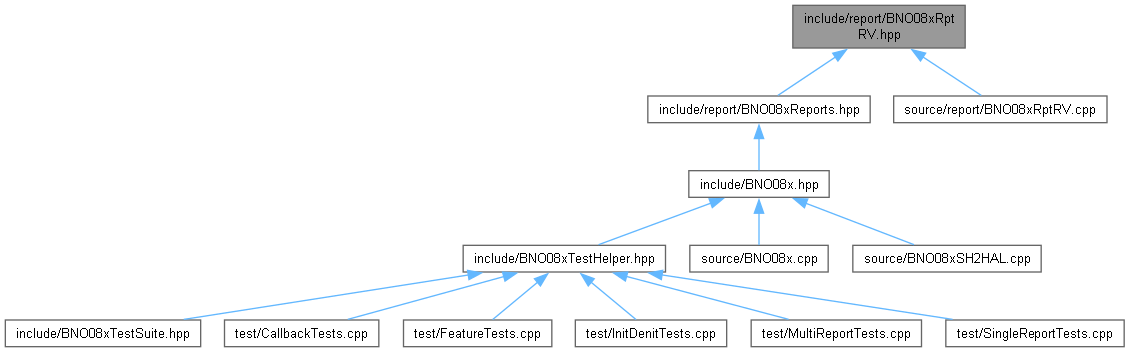 include/report/BNO08xRpt
RV.hpp
include/report/BNO08xReports.hpp
source/report/BNO08xRptRV.cpp
include/BNO08x.hpp
include/BNO08xTestHelper.hpp
source/BNO08x.cpp
source/BNO08xSH2HAL.cpp
include/BNO08xTestSuite.hpp
test/CallbackTests.cpp
test/FeatureTests.cpp
test/InitDenitTests.cpp
test/MultiReportTests.cpp
test/SingleReportTests.cpp